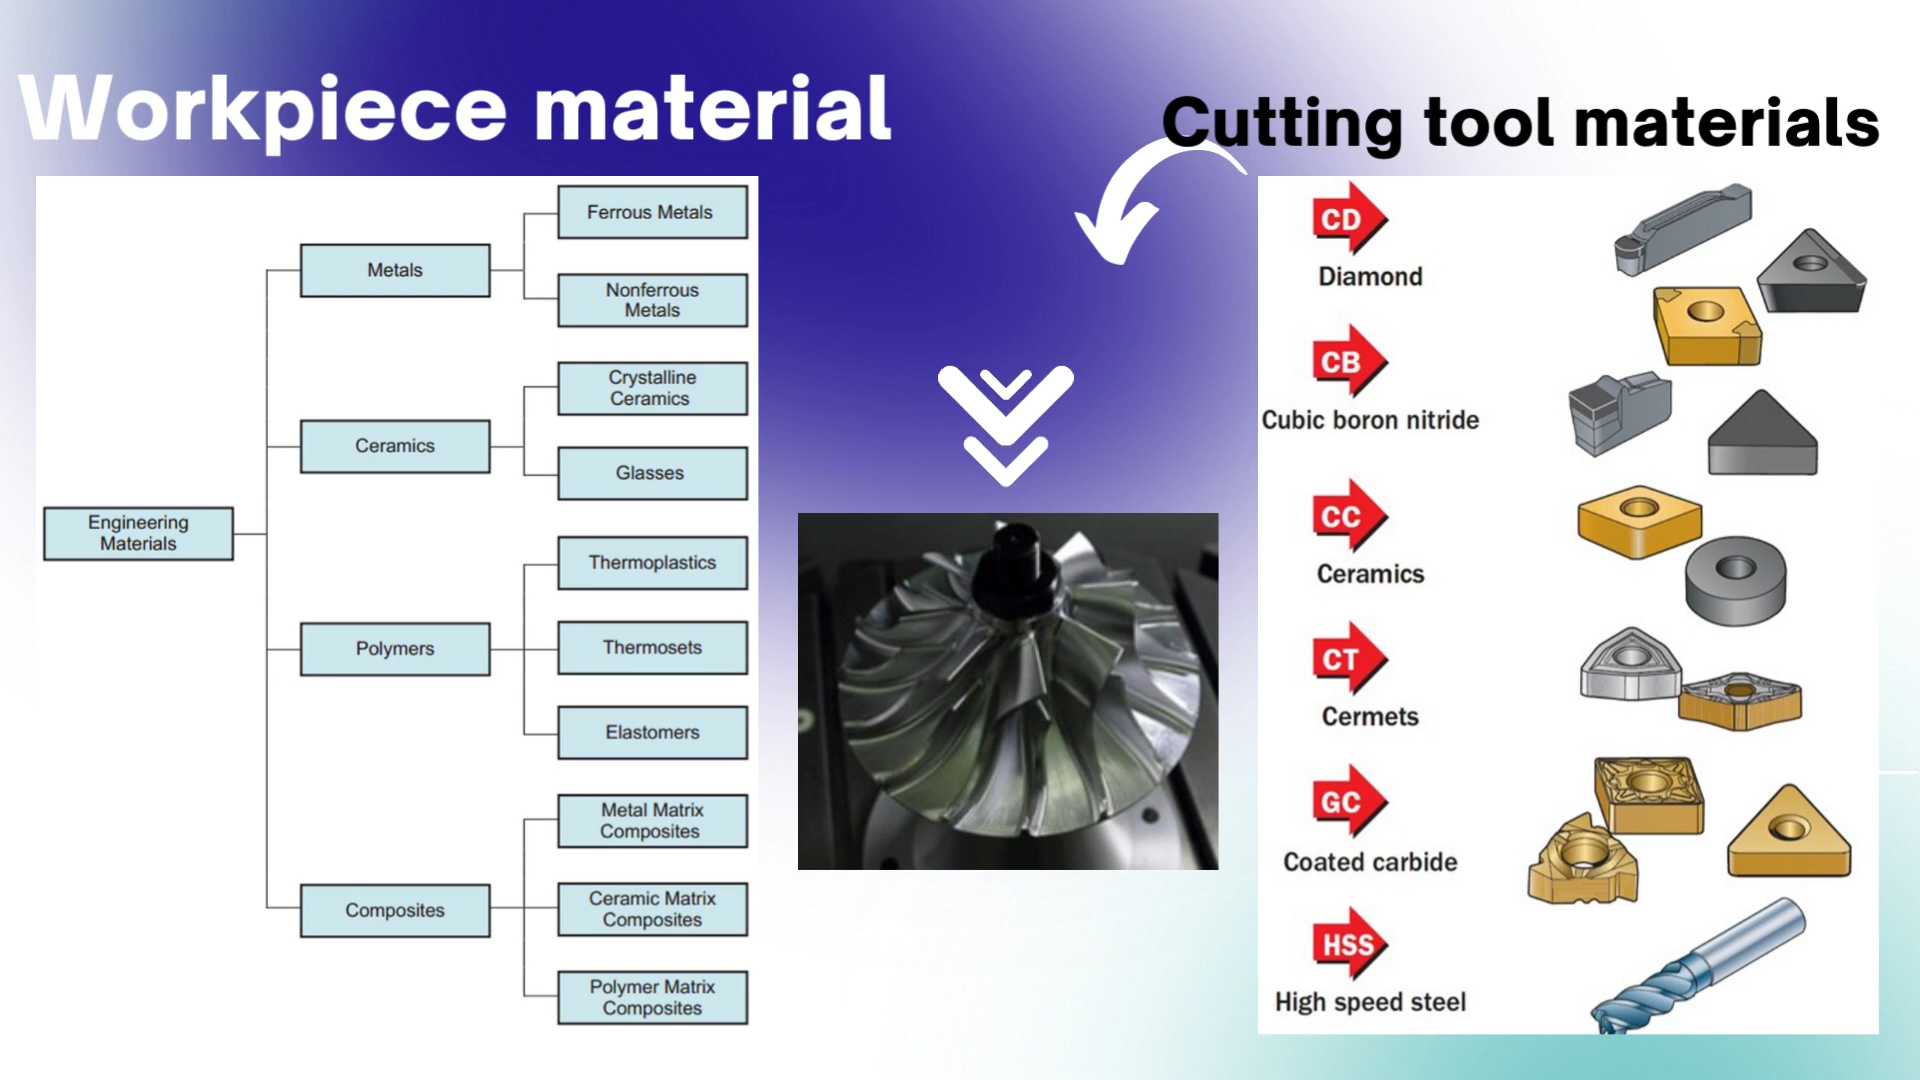 Workpiece material
Engineering
Materials
Metals
Ferrous Metals
Nonferrous
Metals
Ceramics
Crystalline
Ceramics
Glasses
Polymers
Thermoplastics
Thermosets
Elastomers
Composites
Metal Matrix
Composites
Ceramic Matrix
Composites
Polymer Matrix
Composites
Cutting tool materials
CD
Diamond
CB
Cubic boron nitride
CC
Ceramics
CT
Cermets
GC
Coated carbide
HSS
High speed steel